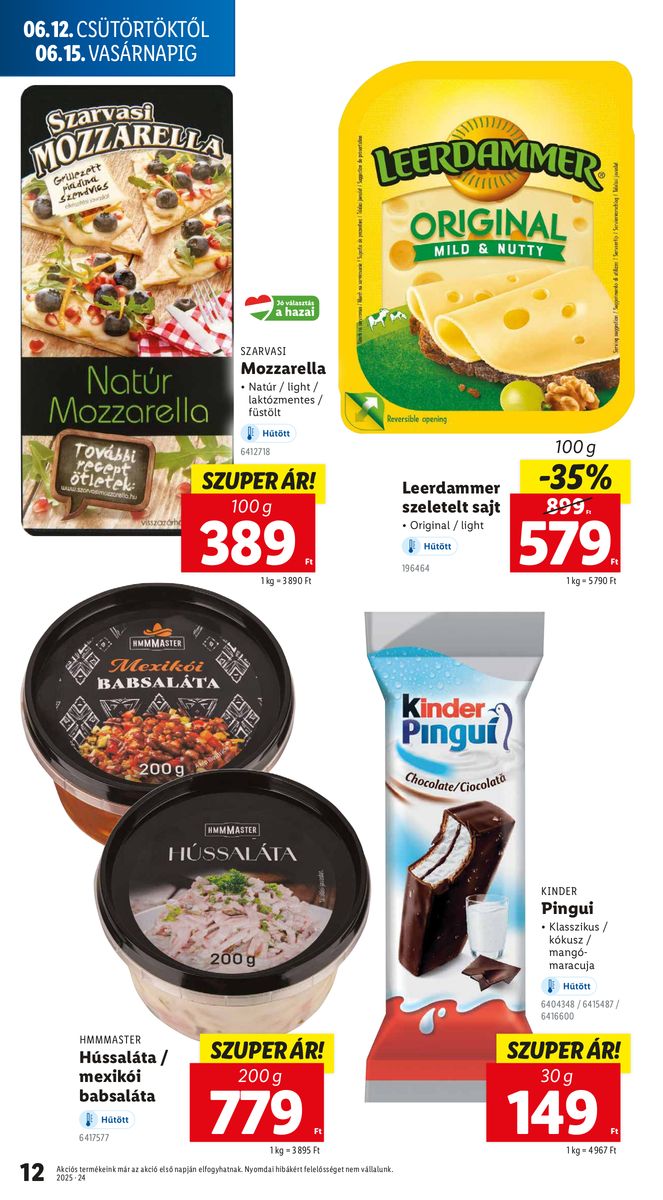 06.12. CSÜTÖRTÖKTŐL
06.15. VASÁRNAPIG
Szarvasi
MOZZARELLA
Grillezett
piadina
szendvics
Natúr
Mozzarella
További
recept
ötletek:
www.szarvasimozzarella.hu
Jó választás
a hazai
SZARVASI
Mozzarella
• Natúr / light /
laktózmentes /
füstölt
Hűtött
6412718
SZUPER ÁR!
100 g
389 Ft
1 kg = 3 890 Ft
LEERDAMMER®
ORIGINAL
MILD & NUTTY
Reversible opening
100 g
-35%
899 Ft
579 Ft
1 kg = 5 790 Ft
Leerdammer
szeletelt sajt
• Original / light
Hűtött
196464
HMMMASTER
Mexikói
BABSALÁTA
200 g
HMMMASTER
HÚSSALÁTA
200 g
HMMMASTER
Hússaláta /
mexikói
babsaláta
Hűtött
6417577
SZUPER ÁR!
200 g
779 Ft
1 kg = 3 895 Ft
Kinder
Pinguí
Chocolate/Ciocolată
KINDER
Pingui
• Klasszikus /
kókusz /
mangó-
maracuja
Hűtött
6404348 / 6415487 /
6416600
SZUPER ÁR!
30 g
149 Ft
1 kg = 4 967 Ft
12
Akciós termékeink már az akció első napján elfogyhatnak. Nyomdai hibákért felelősséget nem vállalunk.
2025 · 24